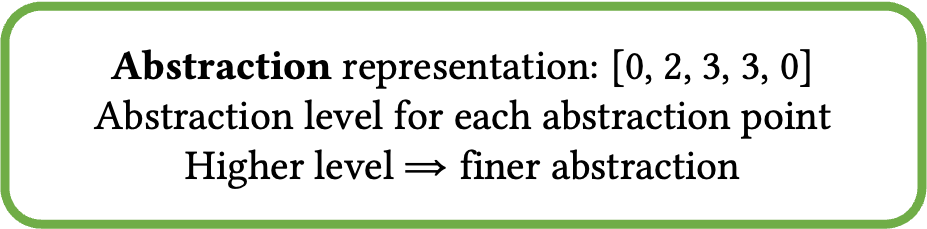 Abstraction representation: [0, 2, 3, 3, 0]
Abstraction level for each abstraction point
Higher level ⟹ finer abstraction